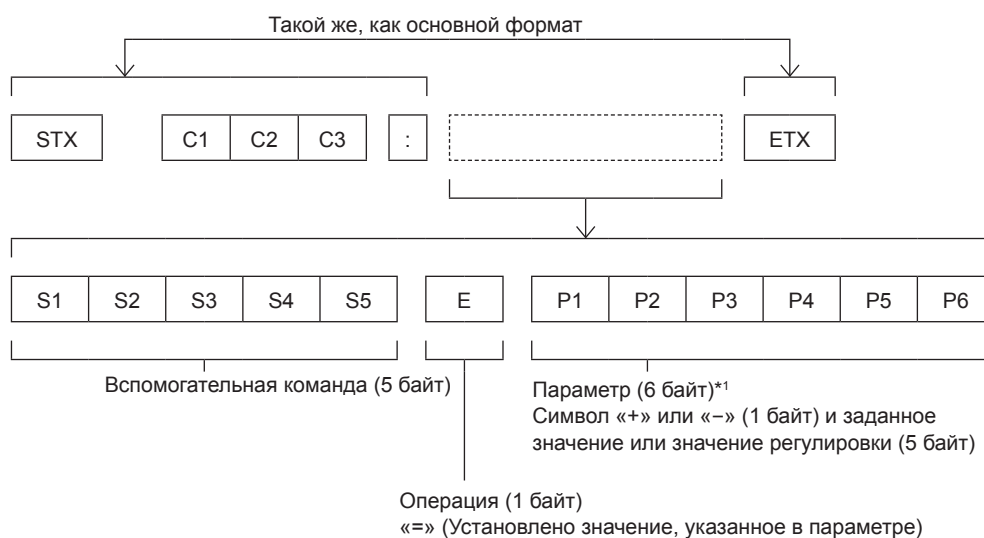 Такой же, как основной формат
STX C1 C2 C3 : ETX
S1 S2 S3 S4 S5 E P1 P2 P3 P4 P5 P6
Вспомогательная команда (5 байт)
Параметр (6 байт)*1
Символ «+» или «−» (1 байт) и заданное
значение или значение регулировки (5 байт)
Операция (1 байт)
«=» (Установлено значение, указанное в параметре)